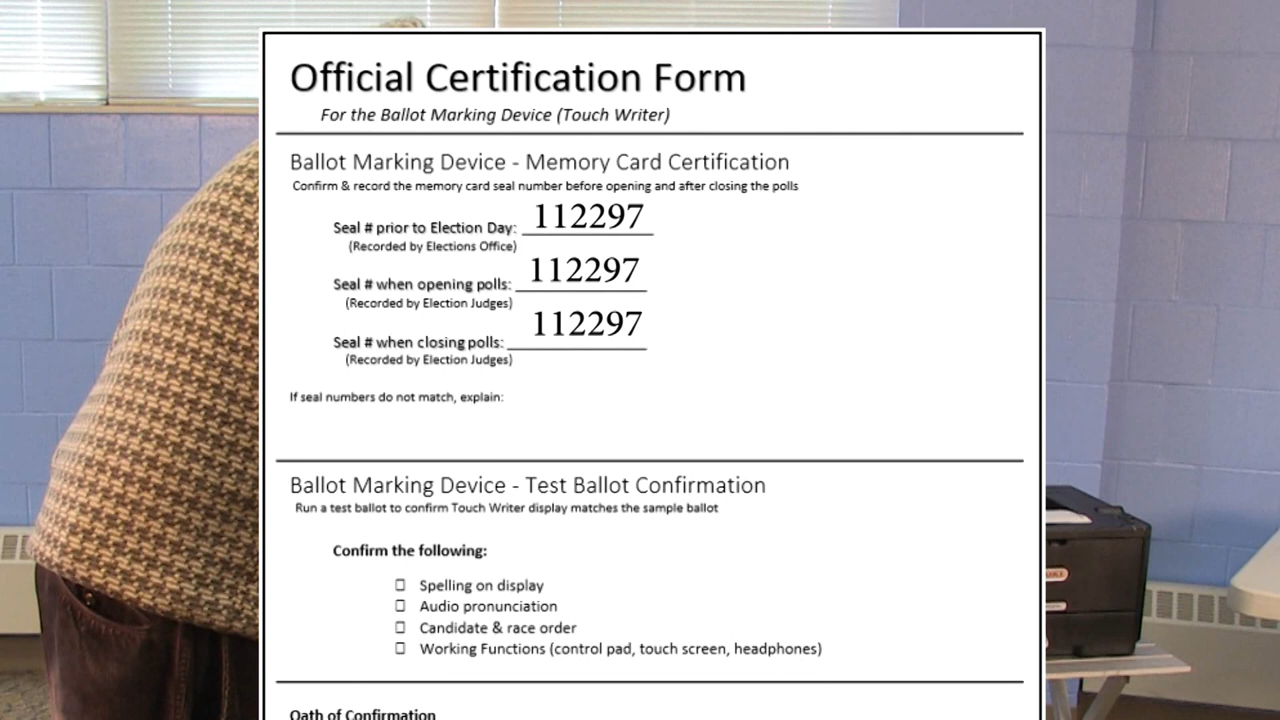 Official Certification Form
For the Ballot Marking Device (Touch Writer)
Ballot Marking Device - Memory Card Certification
Confirm & record the memory card seal number before opening and after closing the polls
Seal # prior to Election Day: 112297
(Recorded by Elections Office)
Seal # when opening polls: 112297
(Recorded by Election Judges)
Seal # when closing polls: 112297
(Recorded by Election Judges)
If seal numbers do not match, explain:
Ballot Marking Device - Test Ballot Confirmation
Run a test ballot to confirm Touch Writer display matches the sample ballot
Confirm the following:
Spelling on display
Audio pronunciation
Candidate & race order
Working Functions (control pad, touch screen, headphones)
Oath of Confirmation